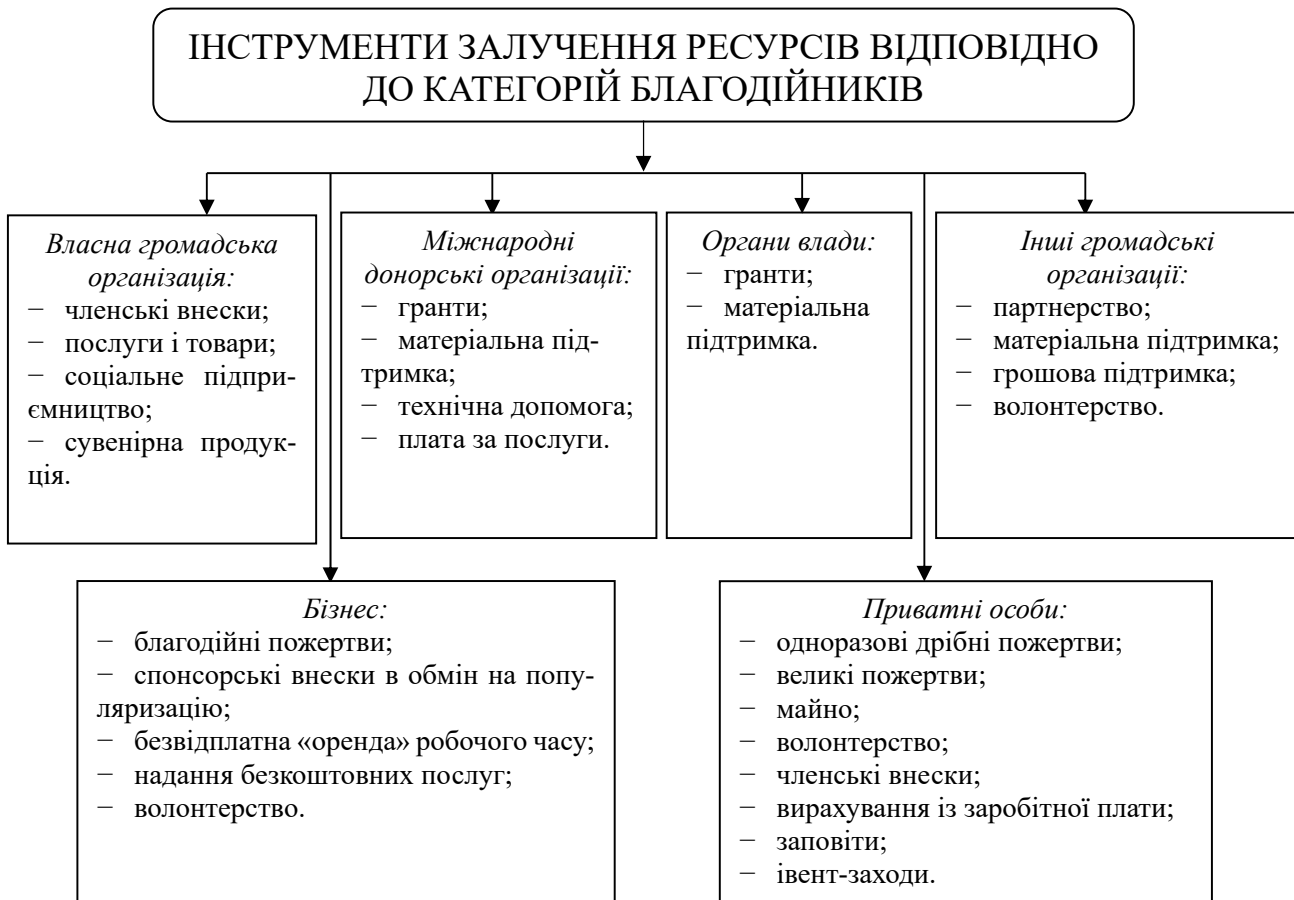 ІНСТРУМЕНТИ ЗАЛУЧЕННЯ РЕСУРСІВ ВІДПОВІДНО
ДО КАТЕГОРІЙ БЛАГОДІЙНИКІВ
Власна громадська
організація:
− членські внески;
− послуги і товари;
− соціальне підпри-
ємництво;
− сувенірна продук-
ція.
Міжнародні
донорські організації:
− гранти;
− матеріальна під-
тримка;
− технічна допомога;
− плата за послуги.
Органи влади:
− гранти;
− матеріальна
підтримка.
Інші громадські
організації:
− партнерство;
− матеріальна підтримка;
− грошова підтримка;
− волонтерство.
Бізнес:
− благодійні пожертви;
− спонсорські внески в обмін на попу-
ляризацію;
− безвідплатна «оренда» робочого часу;
− надання безкоштовних послуг;
− волонтерство.
Приватні особи:
− одноразові дрібні пожертви;
− великі пожертви;
− майно;
− волонтерство;
− членські внески;
− вирахування із заробітної плати;
− заповіти;
− івент-заходи.